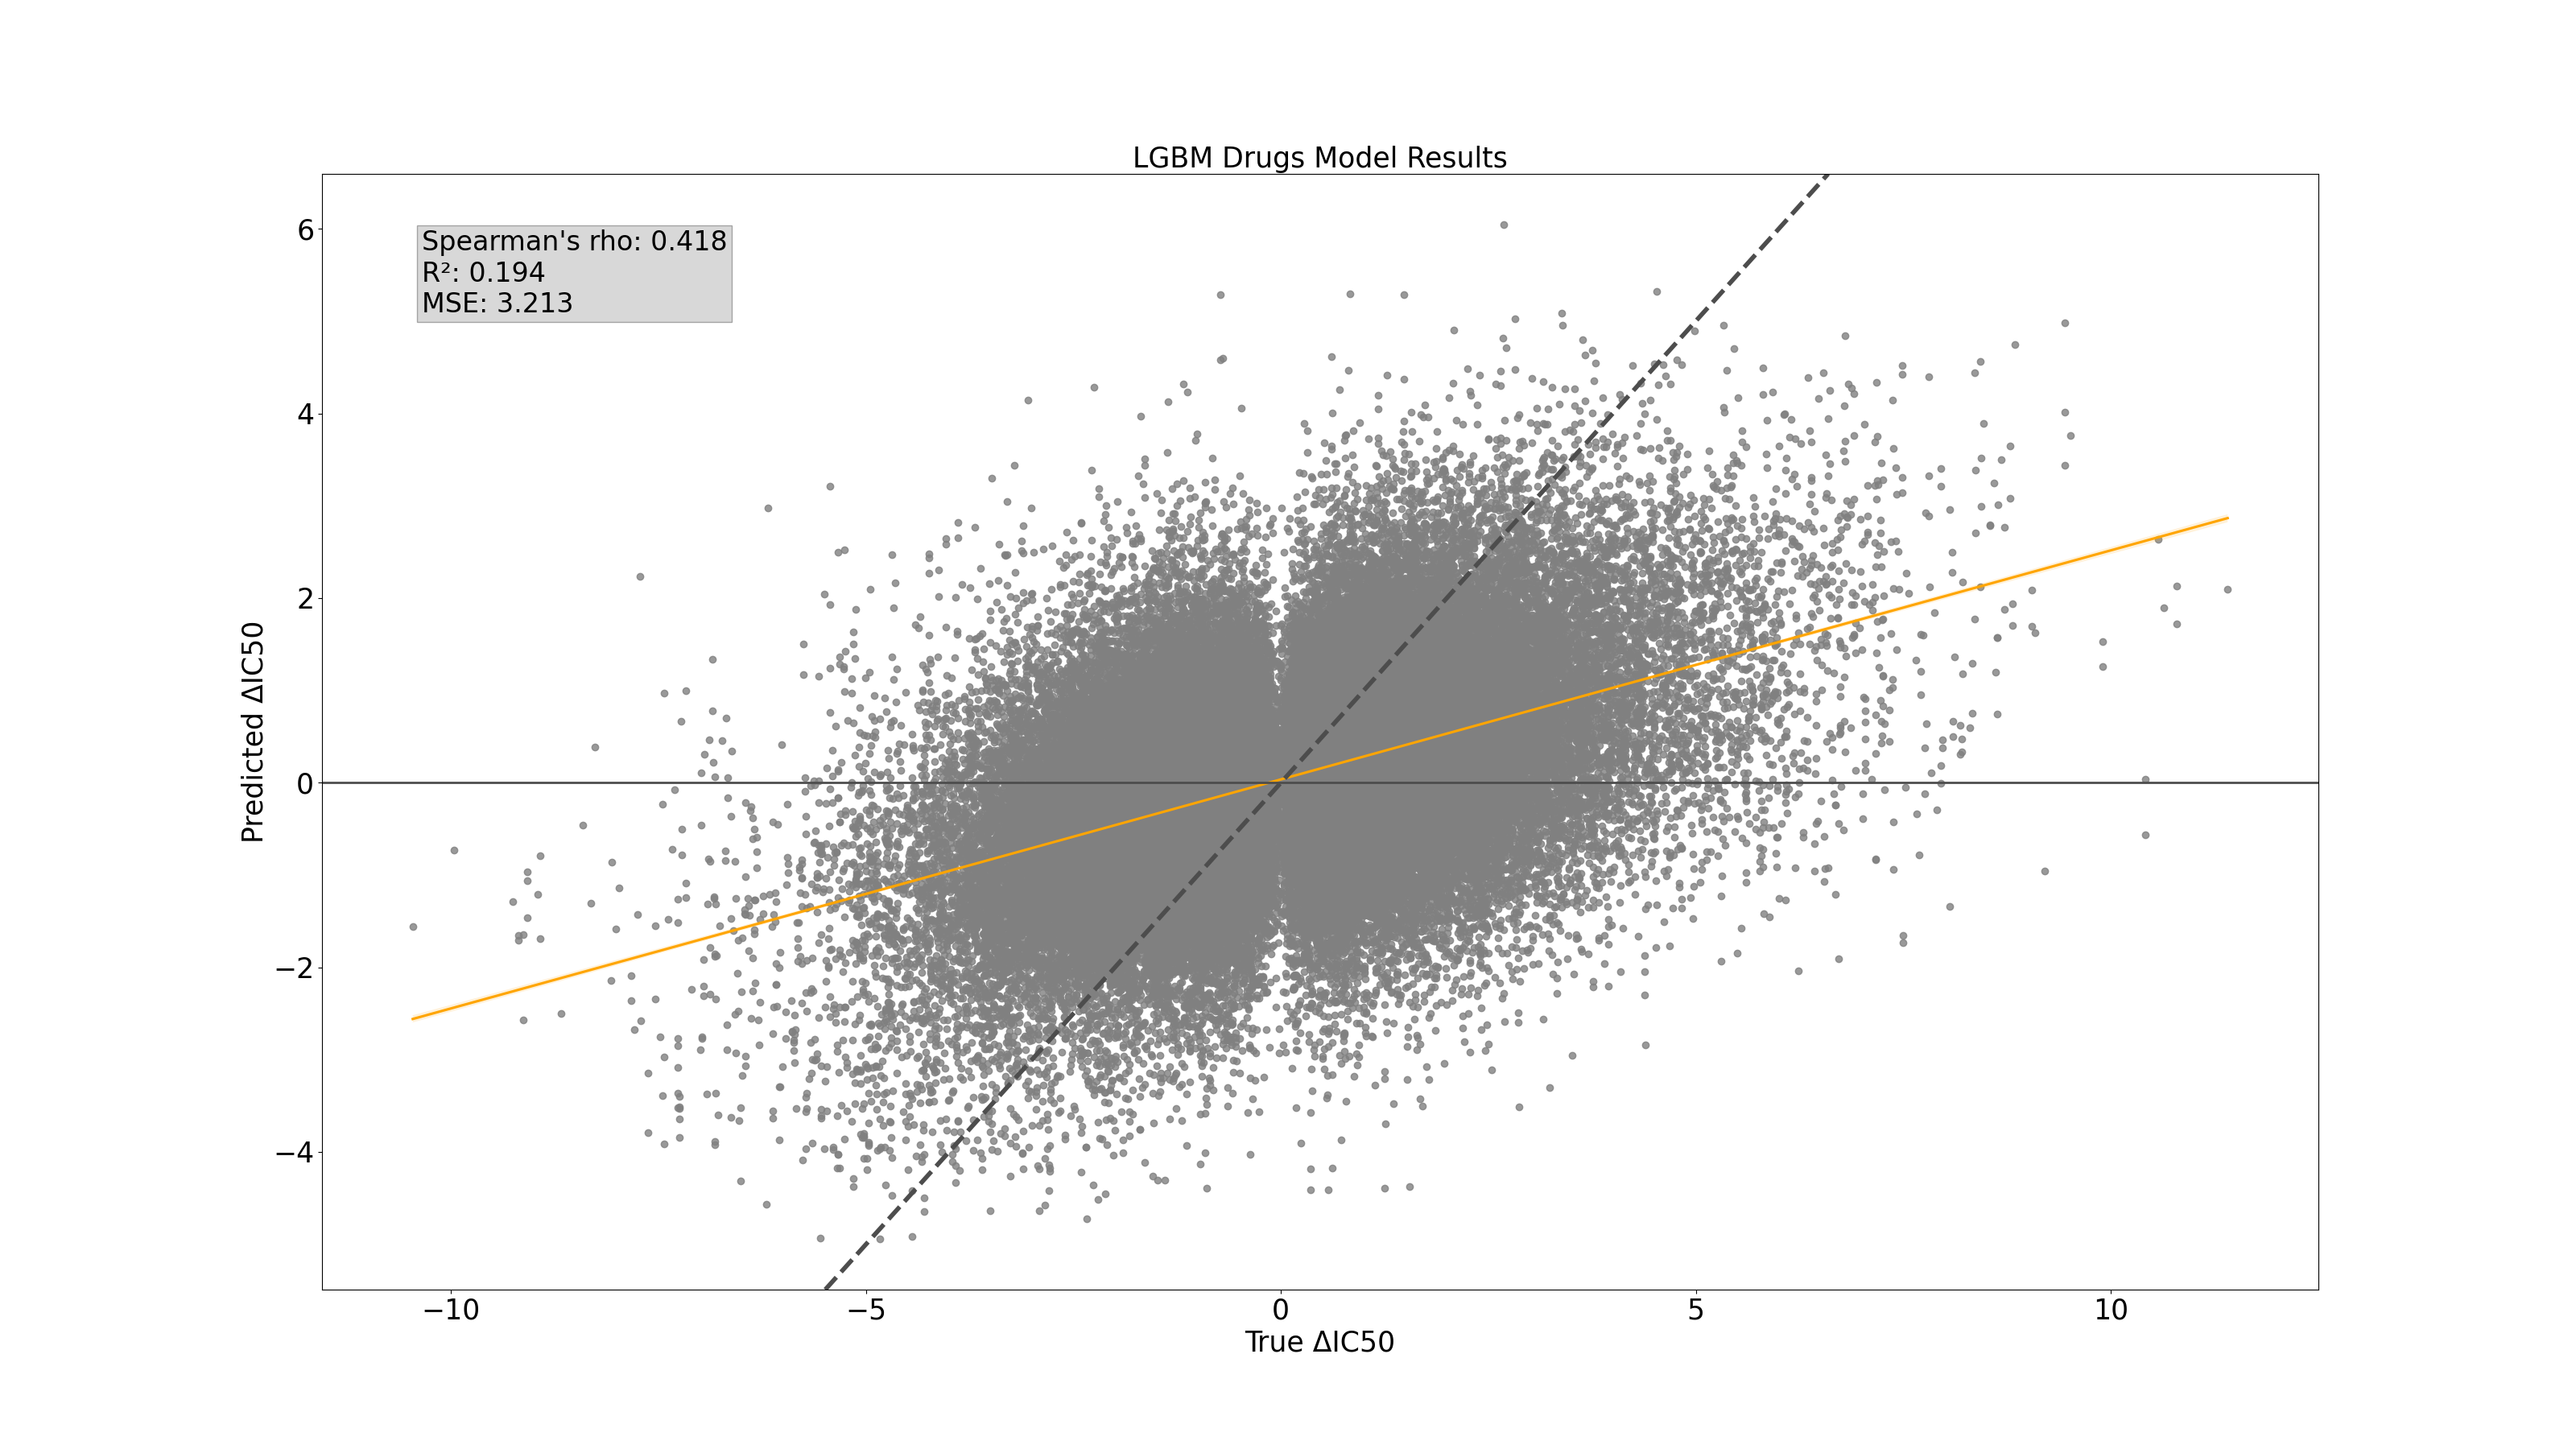 LGBM Drugs Model Results
Spearman's rho: 0.418
R²: 0.194
MSE: 3.213
6
4
2
0
−2
−4
Predicted ΔIC50
−10
−5
0
5
10
True ΔIC50